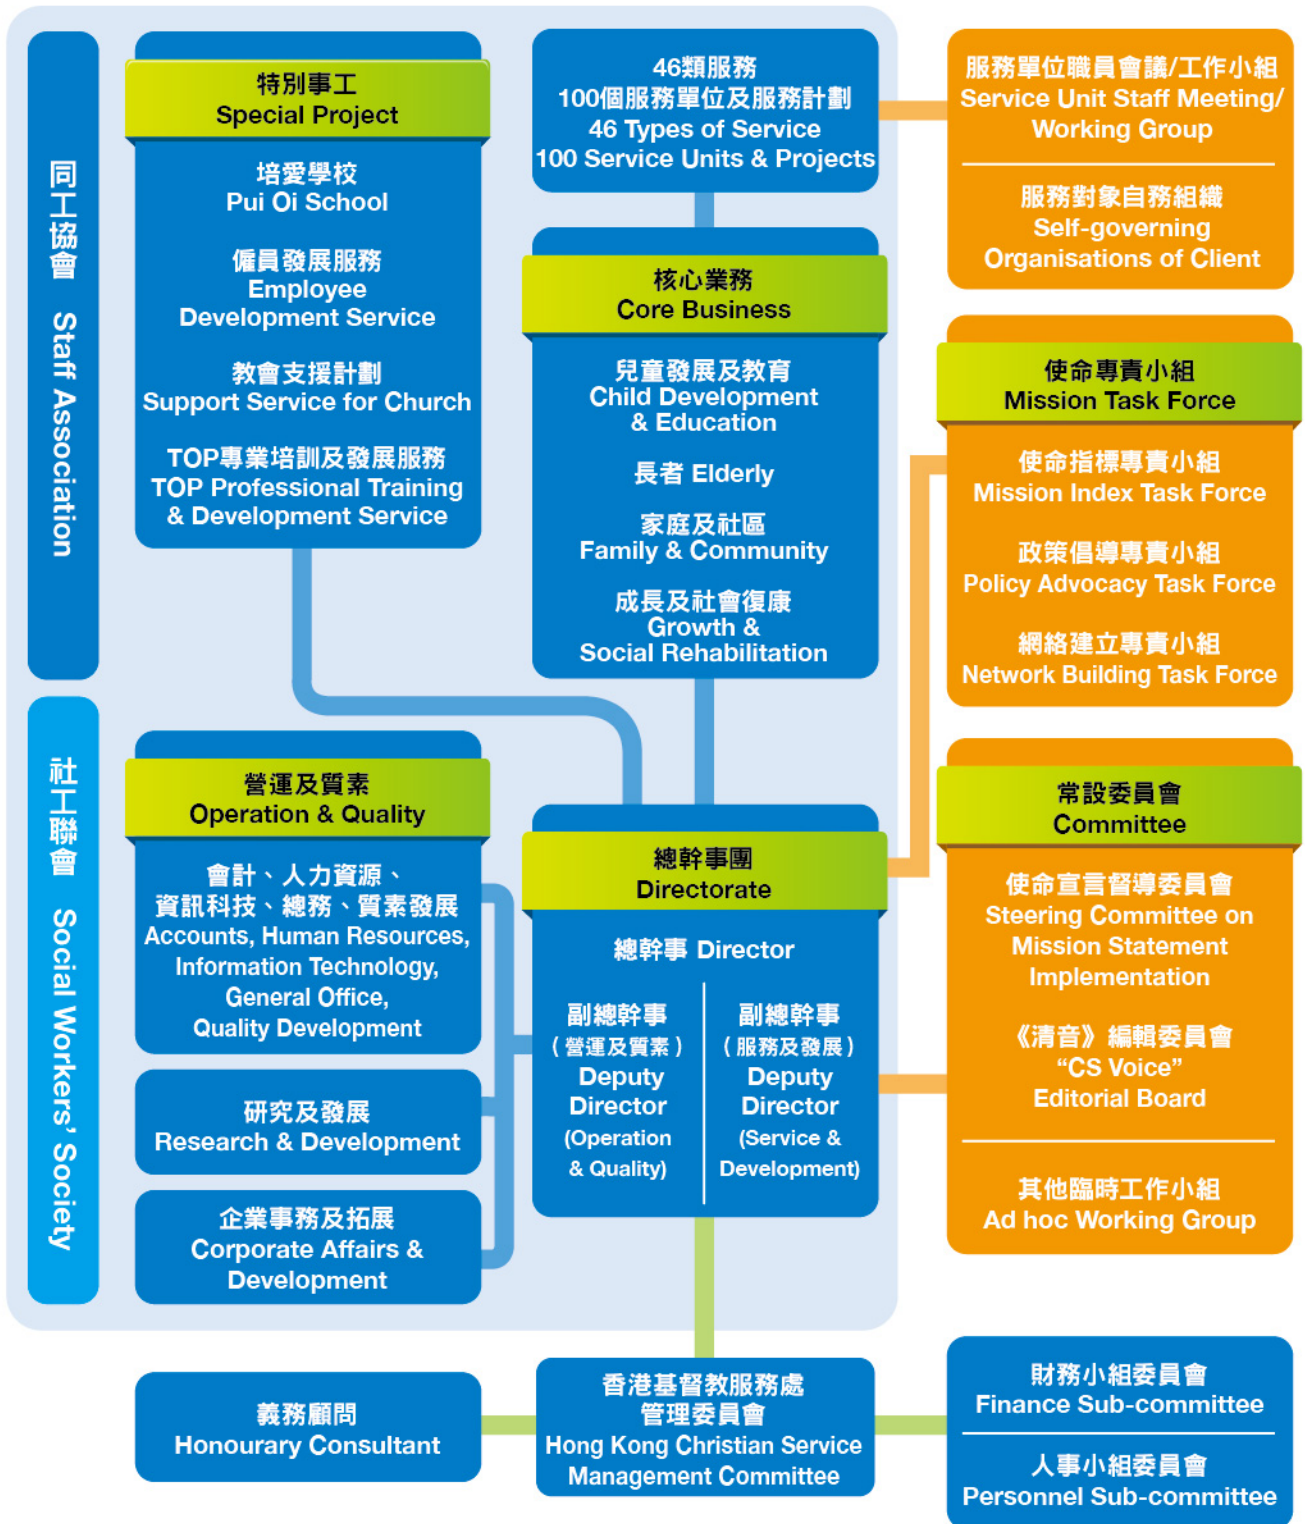 同工協會 Staff Association
社工聯會 Social Workers' Society
特別事工
Special Project
培愛學校
Pui Oi School
僱員發展服務
Employee
Development Service
教會支援計劃
Support Service for Church
TOP專業培訓及發展服務
TOP Professional Training
& Development Service
46類服務
100個服務單位及服務計劃
46 Types of Service
100 Service Units & Projects
服務單位職員會議/工作小組
Service Unit Staff Meeting/
Working Group
服務對象自務組織
Self-governing
Organisations of Client
核心業務
Core Business
兒童發展及教育
Child Development
& Education
長者 Elderly
家庭及社區
Family & Community
成長及社會復康
Growth &
Social Rehabilitation
使命專責小組
Mission Task Force
使命指標專責小組
Mission Index Task Force
政策倡導專責小組
Policy Advocacy Task Force
網絡建立專責小組
Network Building Task Force
營運及質素
Operation & Quality
會計、人力資源、
資訊科技、總務、質素發展
Accounts, Human Resources,
Information Technology,
General Office,
Quality Development
研究及發展
Research & Development
企業事務及拓展
Corporate Affairs &
Development
總幹事團
Directorate
總幹事 Director
副總幹事
(營運及質素)
Deputy
Director
(Operation
& Quality)
副總幹事
(服務及發展)
Deputy
Director
(Service &
Development)
常設委員會
Committee
使命宣言督導委員會
Steering Committee on
Mission Statement
Implementation
《清音》編輯委員會
“CS Voice”
Editorial Board
其他臨時工作小組
Ad hoc Working Group
義務顧問
Honourary Consultant
香港基督教服務處
管理委員會
Hong Kong Christian Service
Management Committee
財務小組委員會
Finance Sub-committee
人事小組委員會
Personnel Sub-committee